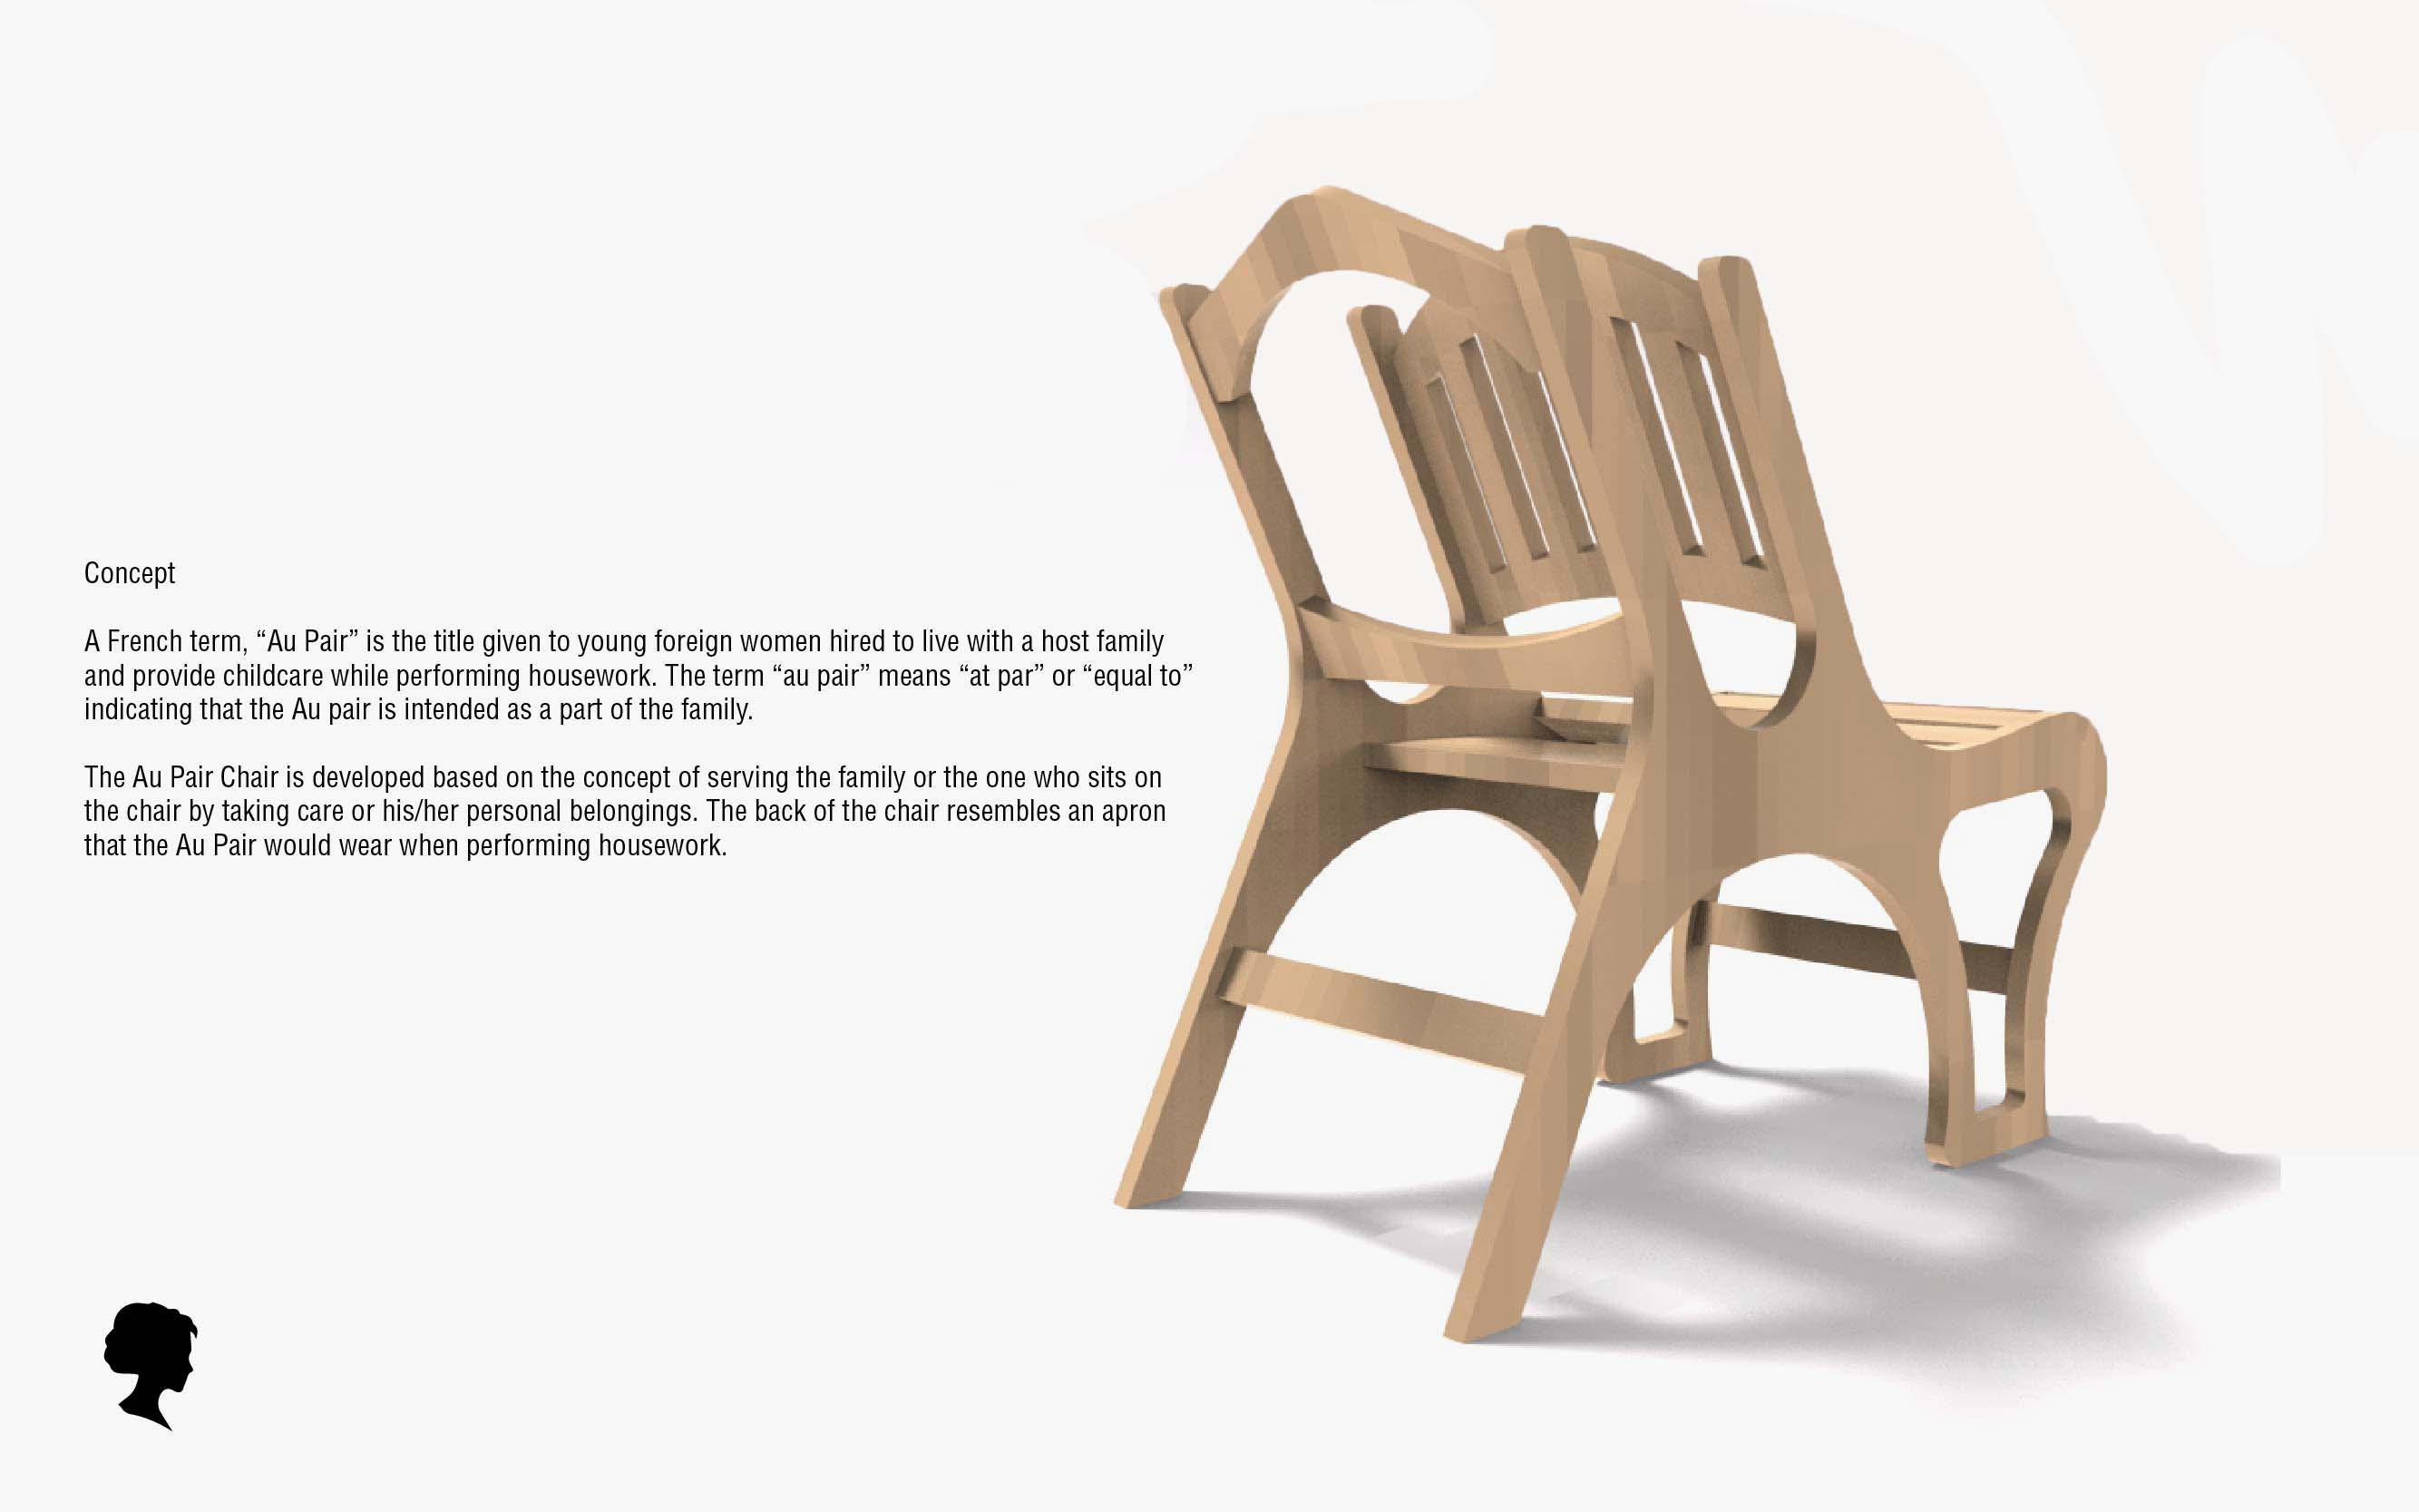 Concept
A French term, “Au Pair” is the title given to young foreign women hired to live with a host family
and provide childcare while performing housework. The term “au pair” means “at par” or “equal to”
indicating that the Au pair is intended as a part of the family.
The Au Pair Chair is developed based on the concept of serving the family or the one who sits on
the chair by taking care or his/her personal belongings. The back of the chair resembles an apron
that the Au Pair would wear when performing housework.